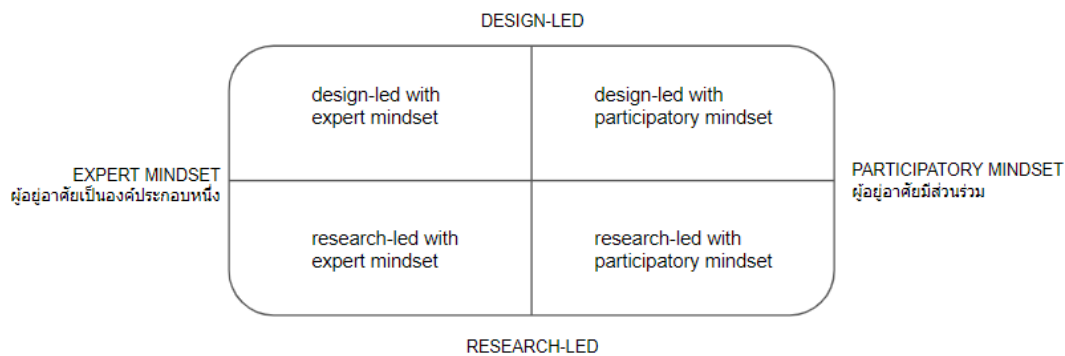 DESIGN-LED
design-led with
expert mindset
design-led with
participatory mindset
EXPERT MINDSET
ผู้อยู่อาศัยเป็นองค์ประกอบหนึ่ง
PARTICIPATORY MINDSET
ผู้อยู่อาศัยมีส่วนร่วม
research-led with
expert mindset
research-led with
participatory mindset
RESEARCH-LED